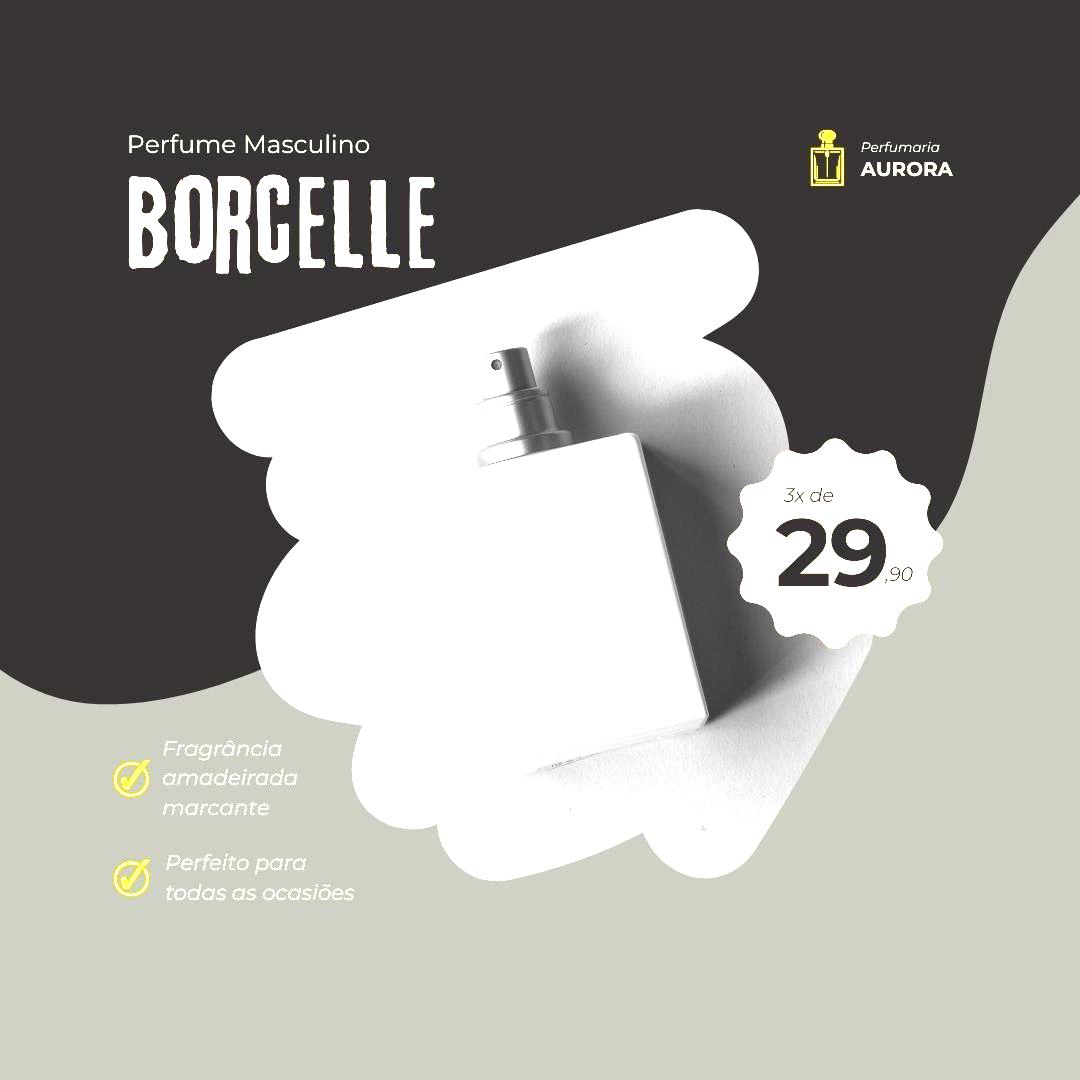 Perfume Masculino
BORCELLE
Perfumaria
AURORA
3x de
29,90
Fragrância
amadeirada
marcante
Perfeito para
todas as ocasiões